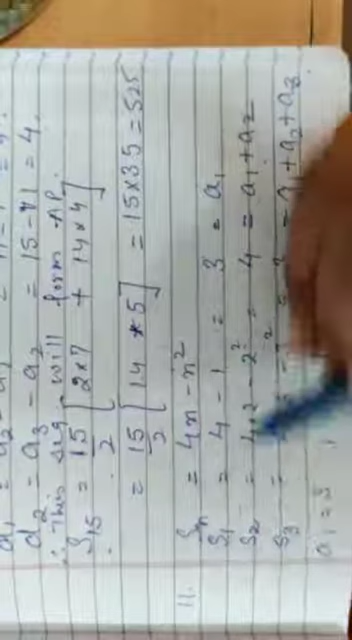 d2 = a3 - a2 = 15 - 11 = 4.
∴ This seq. will form AP.
S15 = 15/2 [2×7 + 14×4]
= 15/2 [14 * 5] = 15×35 = 525
11. Sn = 4n - n²
S1 = 4 - 1 = 3 = a1
S2 = 4×2 - 2² = 4 = a1 + a2
S3 = + a2 + a3
a1 = 3